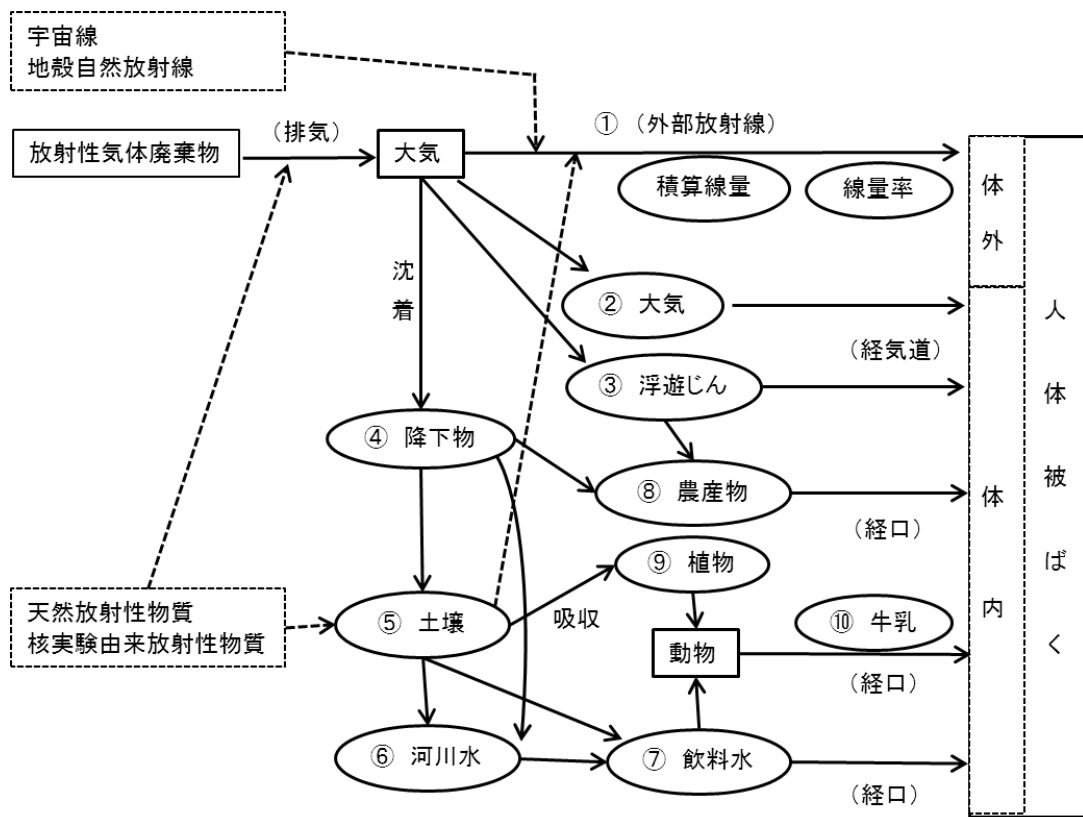 宇宙線
地殻自然放射線
放射性気体廃棄物
（排気）
大気
① （外部放射線）
積算線量
線量率
体外
沈着
② 大気
（経気道）
③ 浮遊じん
④ 降下物
⑧ 農産物
（経口）
⑨ 植物
天然放射性物質
核実験由来放射性物質
⑤ 土壌
吸収
動物
⑩ 牛乳
（経口）
⑥ 河川水
⑦ 飲料水
（経口）
体内
人体被ばく